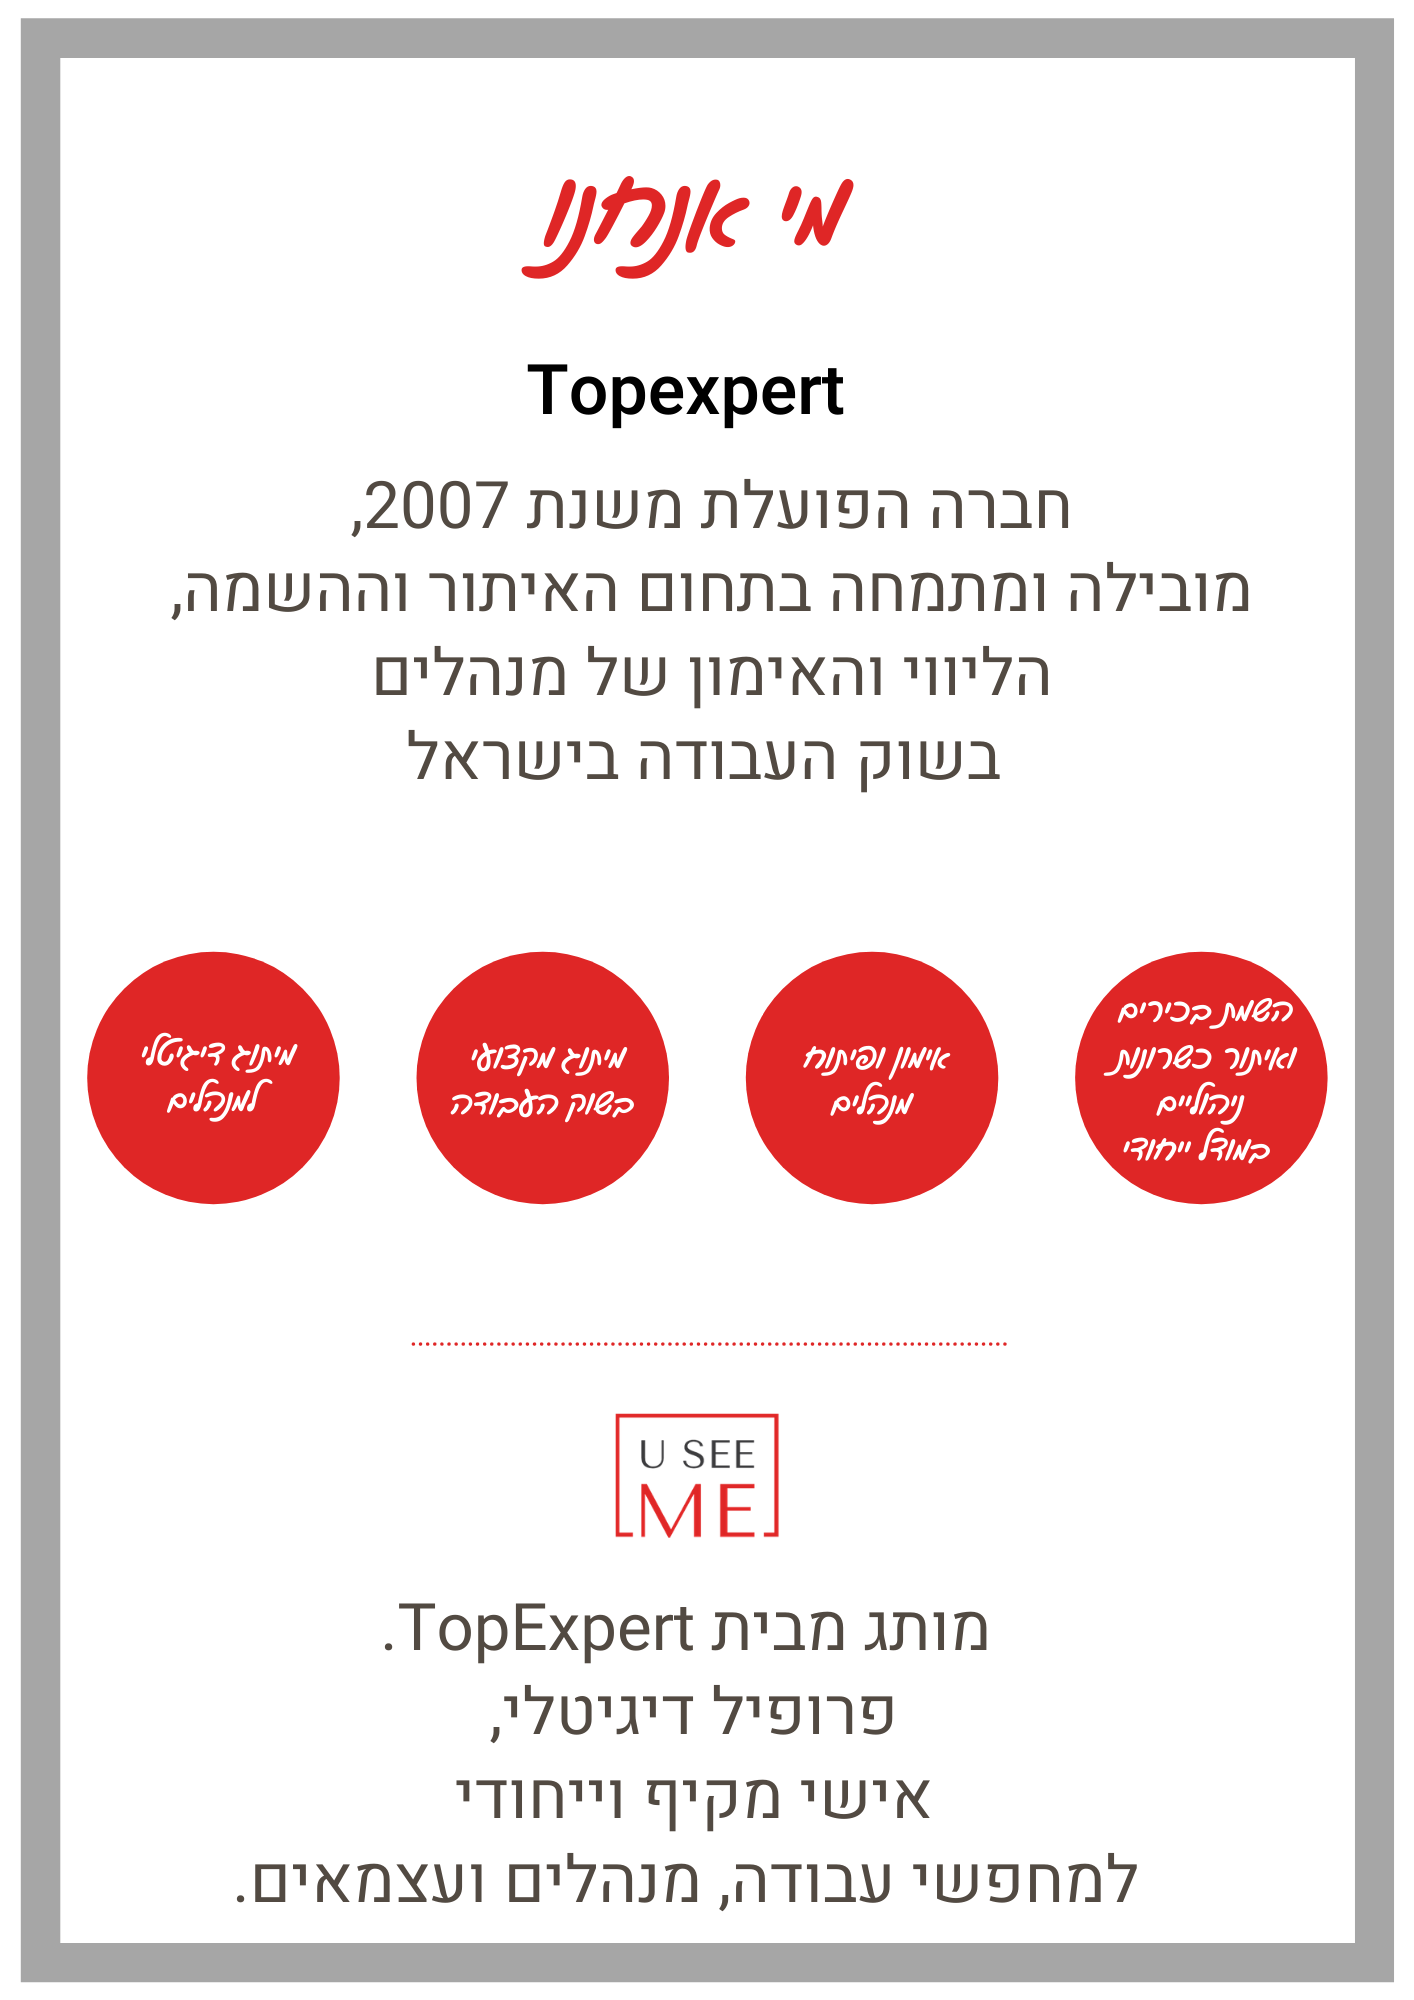 מי אנחנו
Topexpert
חברה הפועלת משנת 2007,
מובילה ומתמחה בתחום האיתור וההשמה,
הליווי והאימון של מנהלים
בשוק העבודה בישראל
השמת בכירים
ואיתור כשרונות
ניהוליים
במודל ייחודי
אימון ופיתוח
מנהלים
מיתוג מקצועי
בשוק העבודה
מיתוג דיגיטלי
למנהלים
U SEE
ME
מותג מבית TopExpert.
פרופיל דיגיטלי,
אישי מקיף וייחודי
למחפשי עבודה, מנהלים ועצמאים.